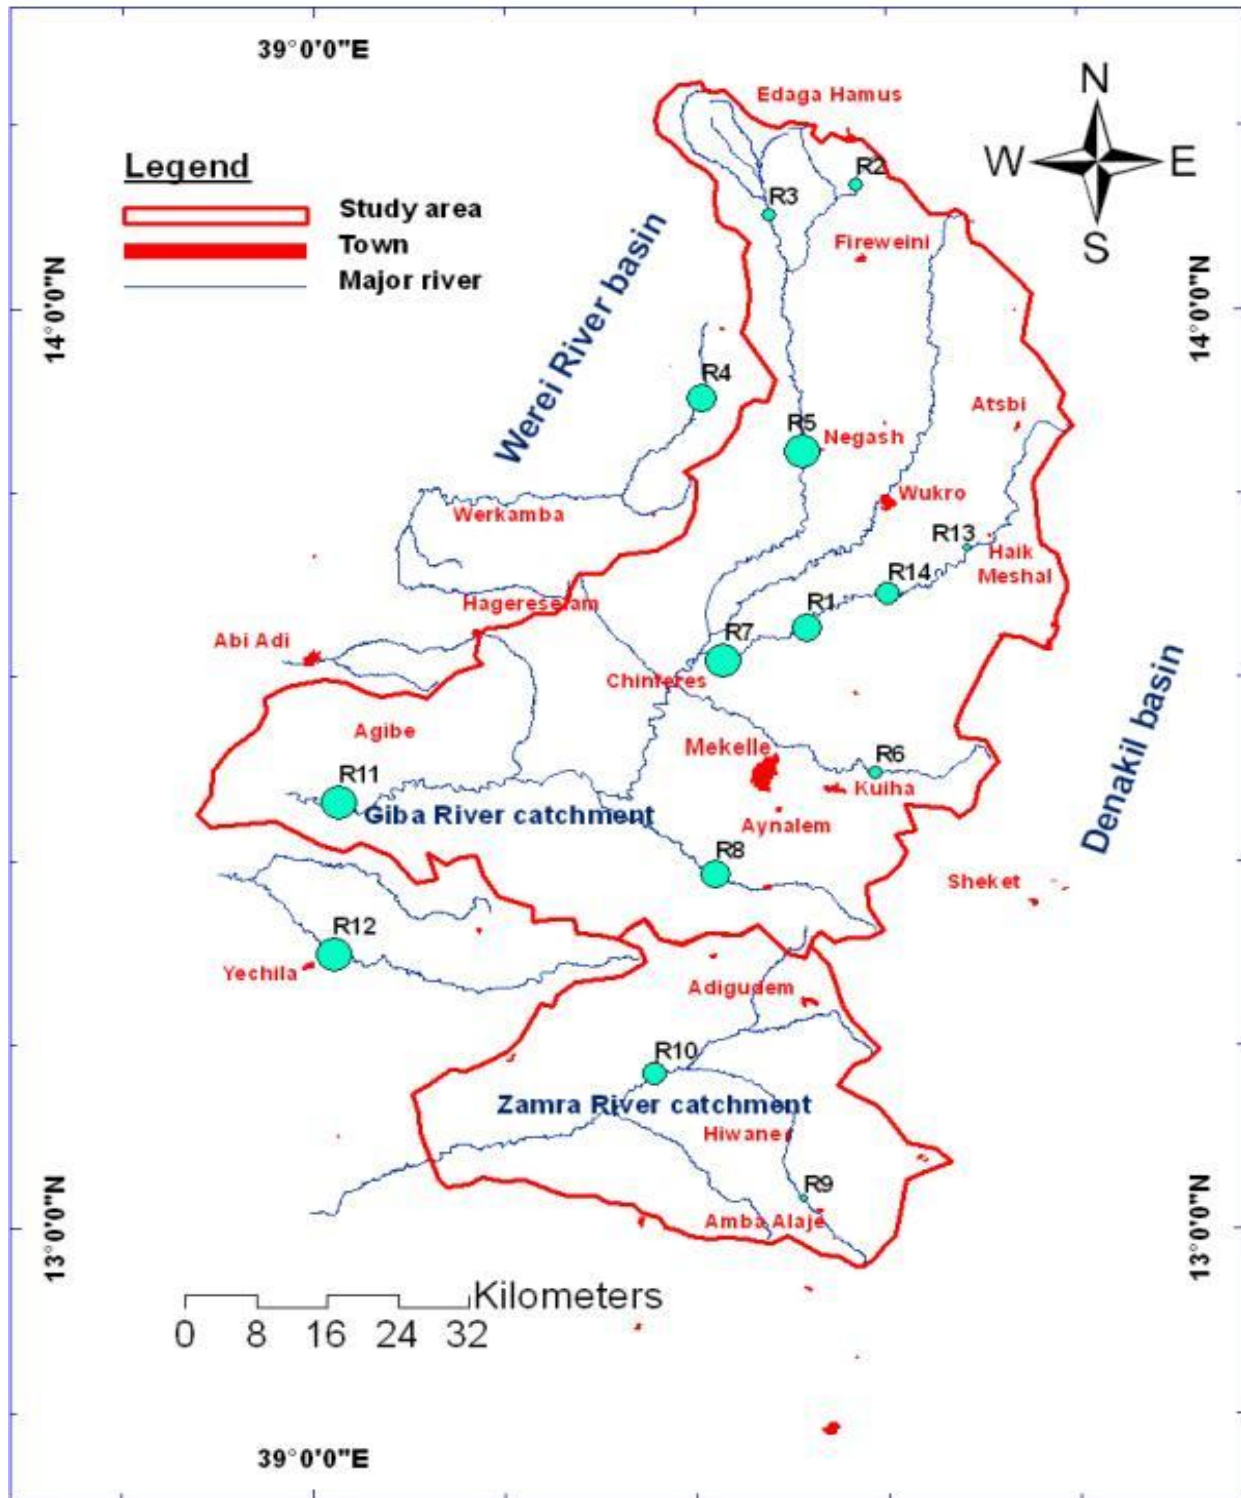 39°0'0"E
Edaga Hamus
N
W
E
S
Legend
Study area
Town
Major river
R2
R3
Fireweini
14°0'0"N
14°0'0"N
Werei River basin
R4
Atsbi
R5
Negash
Wukro
Werkamba
R13
Haik
Meshal
R14
Hagereselam
R1
Abi Adi
R7
Chinferes
Denakil basin
Agibe
Mekelle
R6
Kuiha
R11
Giba River catchment
Aynalem
R8
Sheket
R12
Yechila
Adigudem
R10
Zamra River catchment
Hiwane
R9
Amba Alaje
13°0'0"N
13°0'0"N
Kilometers
0 8 16 24 32
39°0'0"E